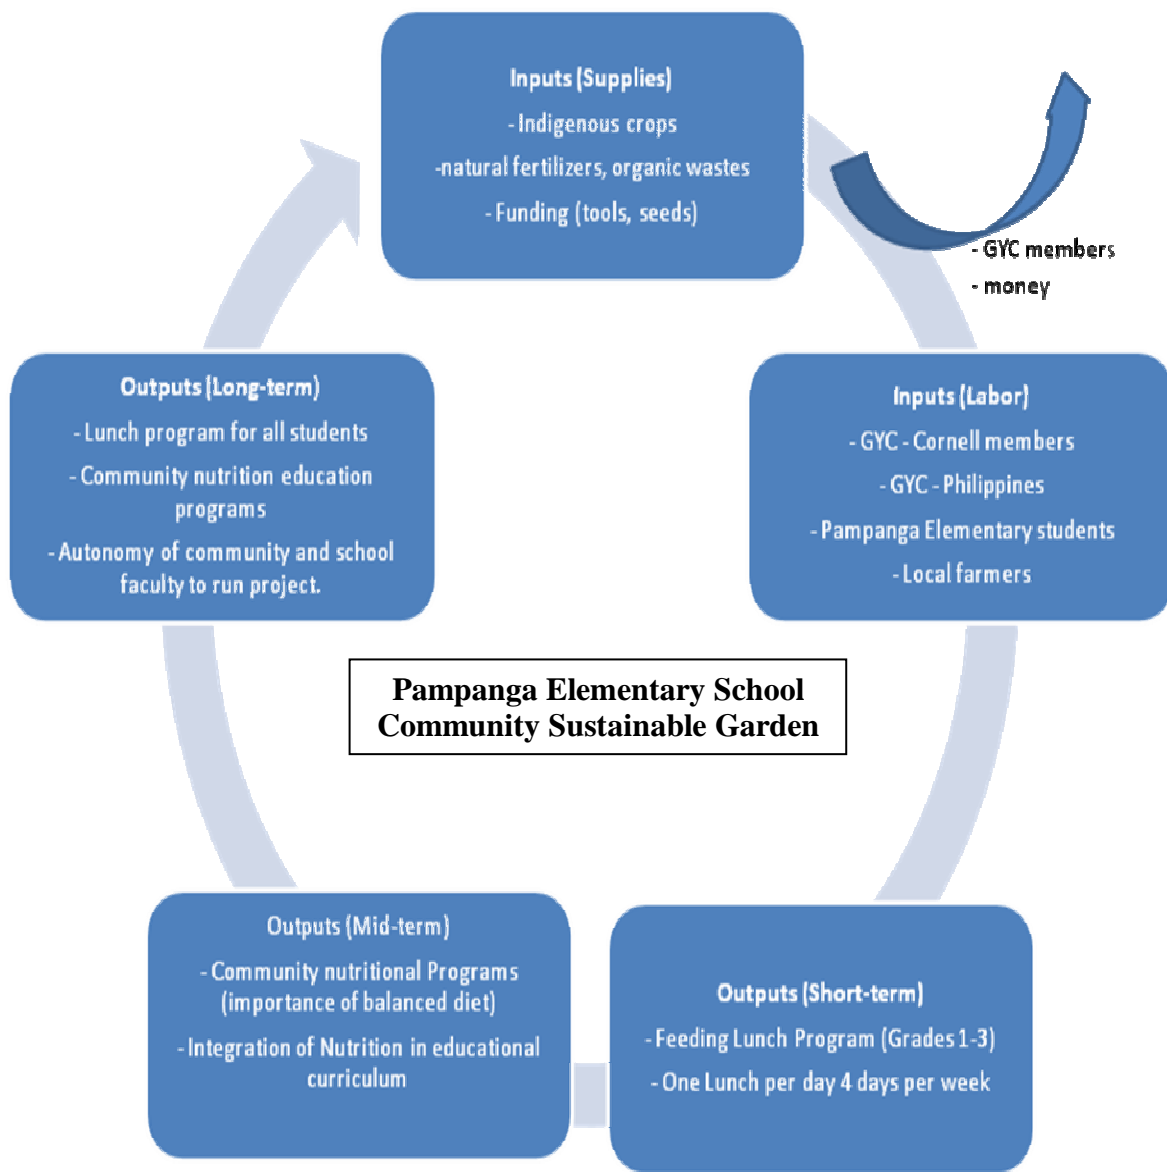 Inputs (Supplies)
- Indigenous crops
-natural fertilizers, organic wastes
- Funding (tools, seeds)
- GYC members
- money
Inputs (Labor)
- GYC - Cornell members
- GYC - Philippines
- Pampanga Elementary students
- Local farmers
Outputs (Short-term)
- Feeding Lunch Program (Grades 1-3)
- One Lunch per day 4 days per week
Outputs (Mid-term)
- Community nutritional Programs
(importance of balanced diet)
- Integration of Nutrition in educational
curriculum
Outputs (Long-term)
- Lunch program for all students
- Community nutrition education
programs
- Autonomy of community and school
faculty to run project.
Pampanga Elementary School
Community Sustainable Garden